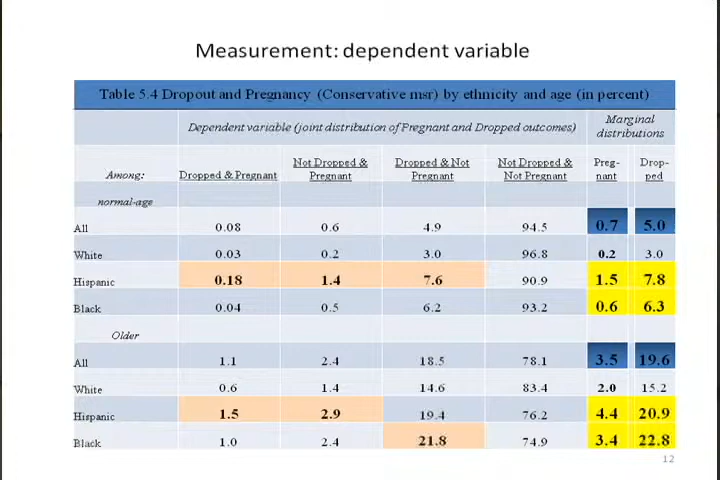 Measurement: dependent variable
Table 5.4 Dropout and Pregnancy (Conservative msr) by ethnicity and age (in percent)
Dependent variable (joint distribution of Pregnant and Dropped outcomes) Marginal distributions
Among: Dropped & Pregnant Not Dropped & Pregnant Dropped & Not Pregnant Not Dropped & Not Pregnant Preg-nant Drop-ped
normal-age
All 0.08 0.6 4.9 94.5 0.7 5.0
White 0.03 0.2 3.0 96.8 0.2 3.0
Hispanic 0.18 1.4 7.6 90.9 1.5 7.8
Black 0.04 0.5 6.2 93.2 0.6 6.3
Older
All 1.1 2.4 18.5 78.1 3.5 19.6
White 0.6 1.4 14.6 83.4 2.0 15.2
Hispanic 1.5 2.9 19.4 76.2 4.4 20.9
Black 1.0 2.4 21.8 74.9 3.4 22.8
12